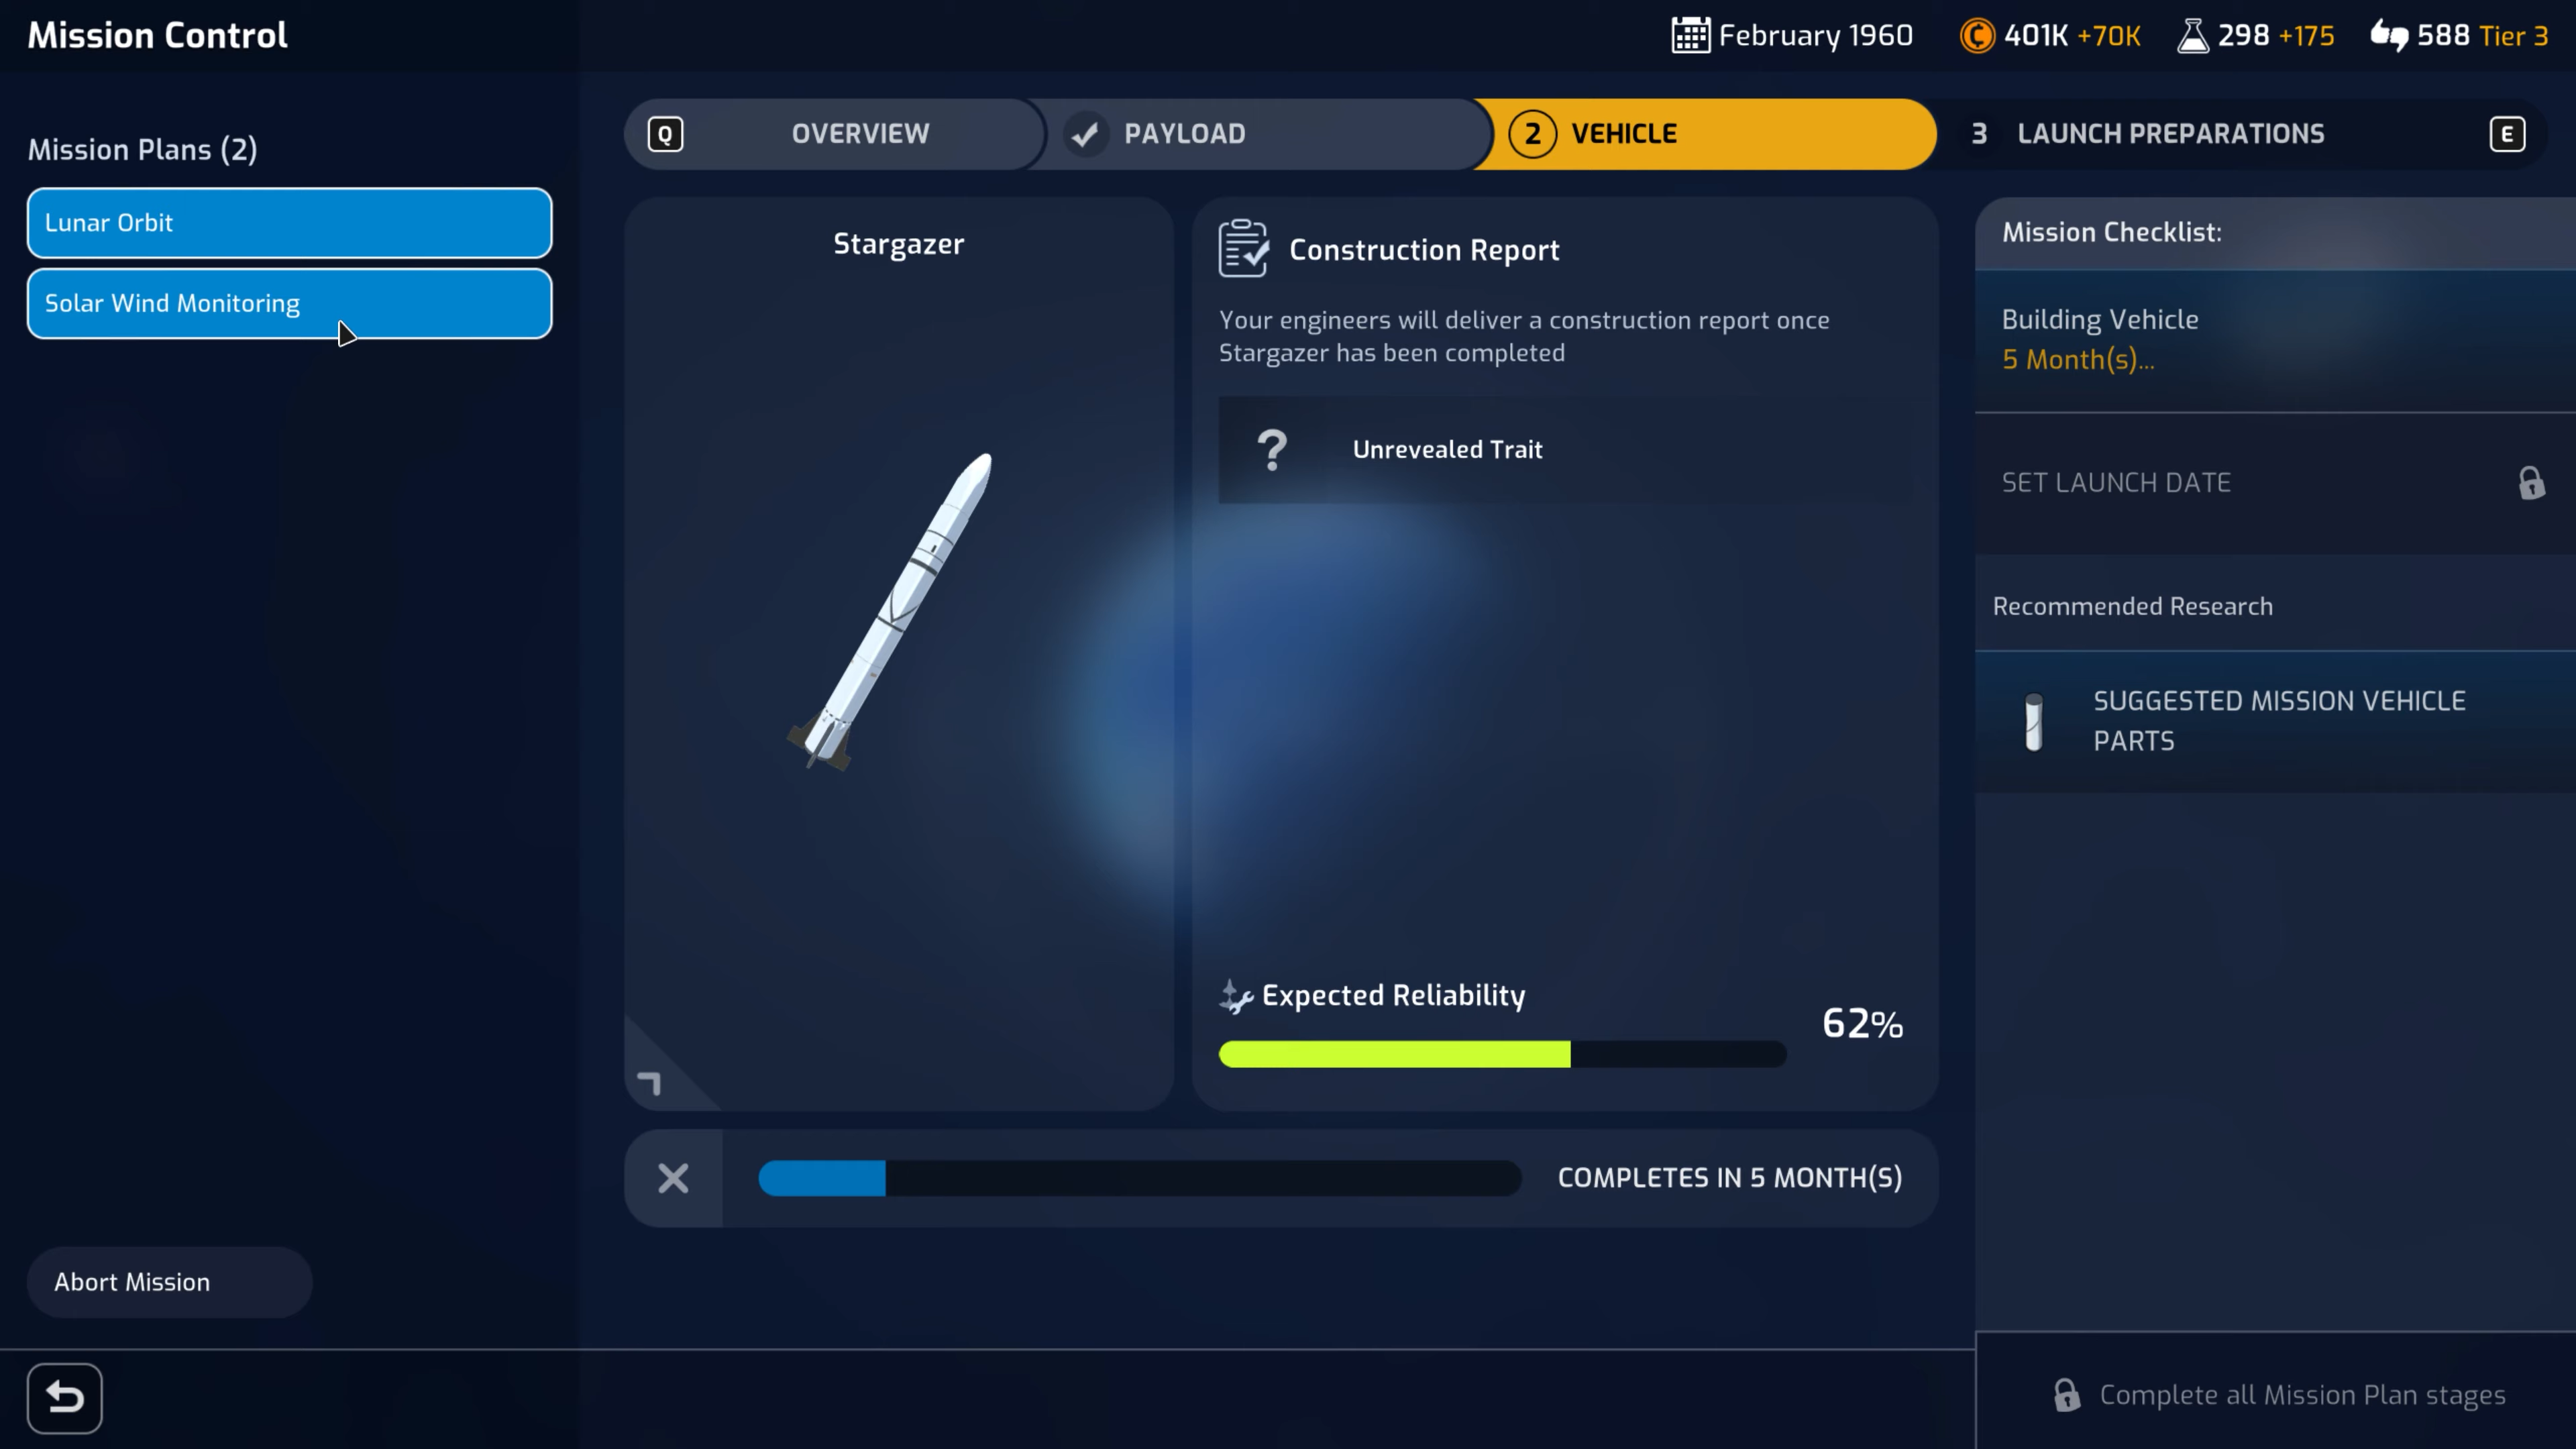 Mission Control
February 1960
401K +70K
298 +175
588 Tier 3
Mission Plans (2)
Lunar Orbit
Solar Wind Monitoring
Q
OVERVIEW
PAYLOAD
2 VEHICLE
3 LAUNCH PREPARATIONS
E
Stargazer
Construction Report
Your engineers will deliver a construction report once
Stargazer has been completed
? Unrevealed Trait
Expected Reliability
62%
COMPLETES IN 5 MONTH(S)
Mission Checklist:
Building Vehicle
5 Month(s)...
SET LAUNCH DATE
Recommended Research
SUGGESTED MISSION VEHICLE
PARTS
Abort Mission
Complete all Mission Plan stages